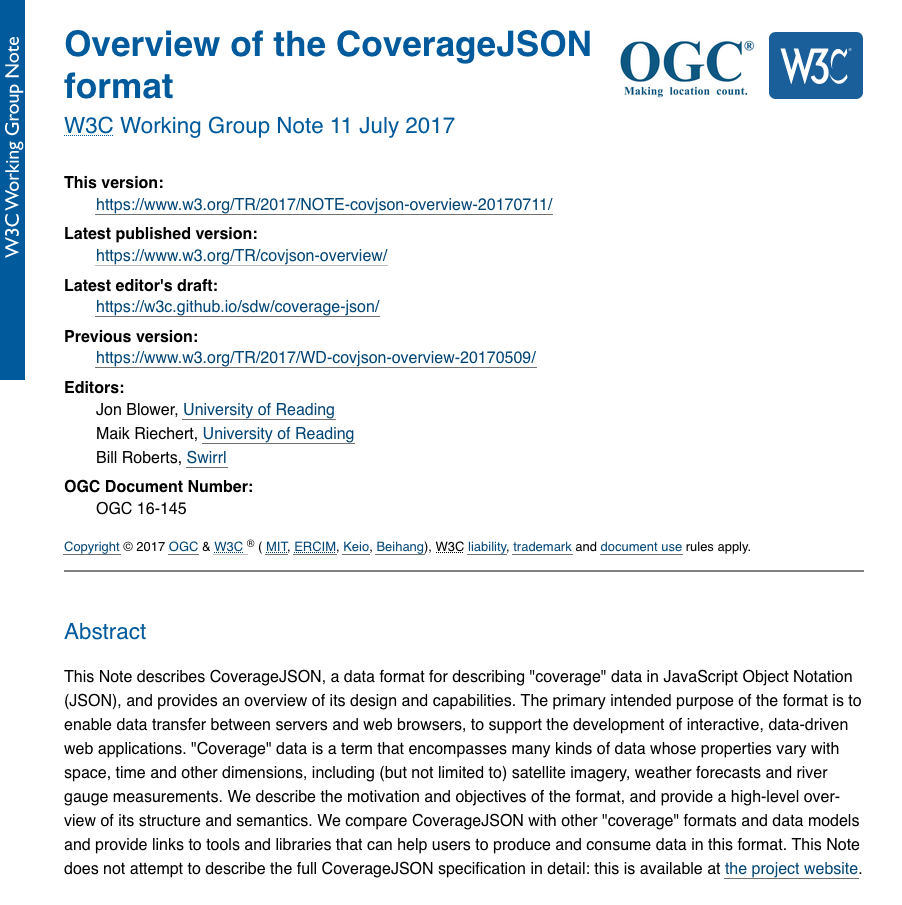 W3C Working Group Note
Overview of the CoverageJSON
format
OGC®
Making location count.
W3C®
W3C Working Group Note 11 July 2017
This version:
https://www.w3.org/TR/2017/NOTE-covjson-overview-20170711/
Latest published version:
https://www.w3.org/TR/covjson-overview/
Latest editor's draft:
https://w3c.github.io/sdw/coverage-json/
Previous version:
https://www.w3.org/TR/2017/WD-covjson-overview-20170509/
Editors:
Jon Blower, University of Reading
Maik Riechert, University of Reading
Bill Roberts, Swirrl
OGC Document Number:
OGC 16-145
Copyright © 2017 OGC & W3C ® ( MIT, ERCIM, Keio, Beihang), W3C liability, trademark and document use rules apply.
Abstract
This Note describes CoverageJSON, a data format for describing "coverage" data in JavaScript Object Notation
(JSON), and provides an overview of its design and capabilities. The primary intended purpose of the format is to
enable data transfer between servers and web browsers, to support the development of interactive, data-driven
web applications. "Coverage" data is a term that encompasses many kinds of data whose properties vary with
space, time and other dimensions, including (but not limited to) satellite imagery, weather forecasts and river
gauge measurements. We describe the motivation and objectives of the format, and provide a high-level over-
view of its structure and semantics. We compare CoverageJSON with other "coverage" formats and data models
and provide links to tools and libraries that can help users to produce and consume data in this format. This Note
does not attempt to describe the full CoverageJSON specification in detail: this is available at the project website.